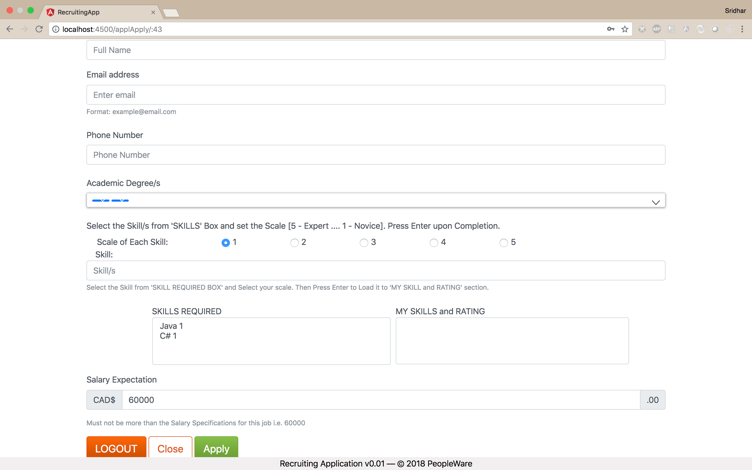 RecruitingApp
Sridhar
localhost:4500/applApply/:43
Full Name
Email address
Enter email
Format: example@email.com
Phone Number
Phone Number
Academic Degree/s
Select the Skill/s from 'SKILLS' Box and set the Scale [5 - Expert .... 1 - Novice]. Press Enter upon Completion.
Scale of Each Skill: 1 2 3 4 5
Skill:
Skill/s
Select the Skill from 'SKILL REQUIRED BOX' and Select your scale. Then Press Enter to Load it to 'MY SKILL and RATING' section.
SKILLS REQUIRED MY SKILLS and RATING
Java 1
C# 1
Salary Expectation
CAD$ 60000 .00
Must not be more than the Salary Specifications for this job i.e. 60000
LOGOUT Close Apply
Recruiting Application v0.01 — © 2018 PeopleWare